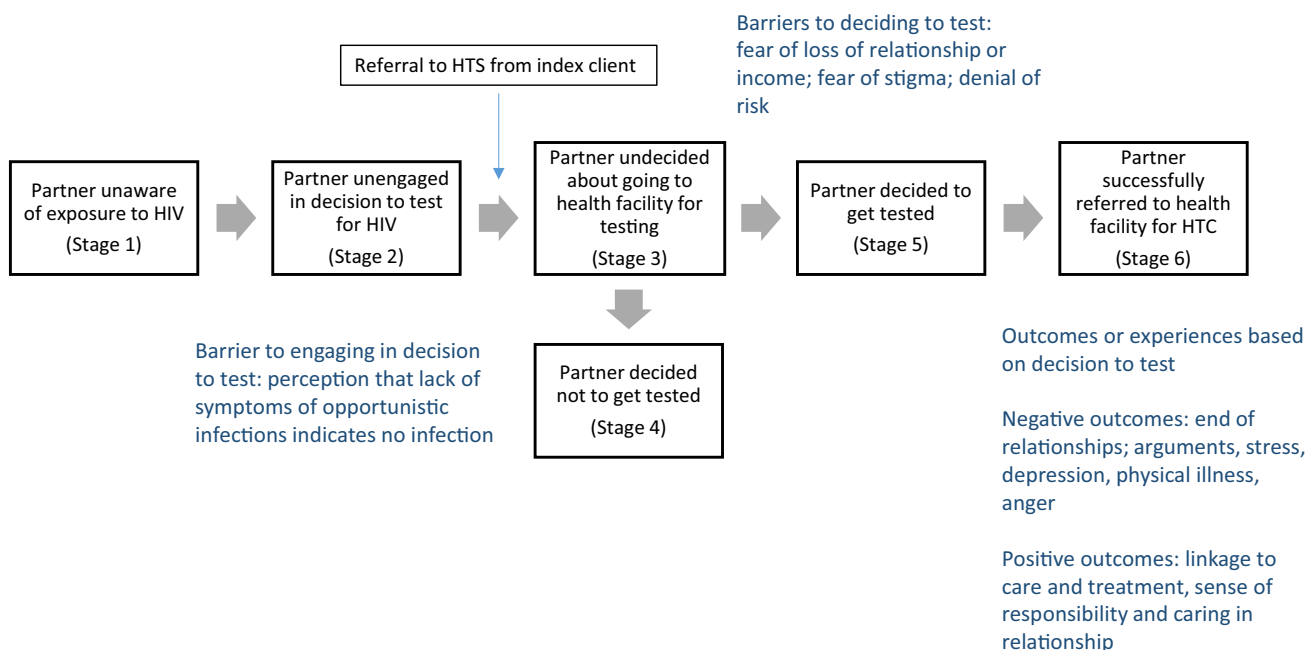 Barriers to deciding to test:
fear of loss of relationship or
income; fear of stigma; denial of
risk
Referral to HTS from index client
Partner unaware
of exposure to HIV
(Stage 1)
Partner unengaged
in decision to test
for HIV
(Stage 2)
Partner undecided
about going to
health facility for
testing
(Stage 3)
Partner decided to
get tested
(Stage 5)
Partner
successfully
referred to health
facility for HTC
(Stage 6)
Barrier to engaging in decision
to test: perception that lack of
symptoms of opportunistic
infections indicates no infection
Partner decided
not to get tested
(Stage 4)
Outcomes or experiences based
on decision to test
Negative outcomes: end of
relationships; arguments, stress,
depression, physical illness,
anger
Positive outcomes: linkage to
care and treatment, sense of
responsibility and caring in
relationship